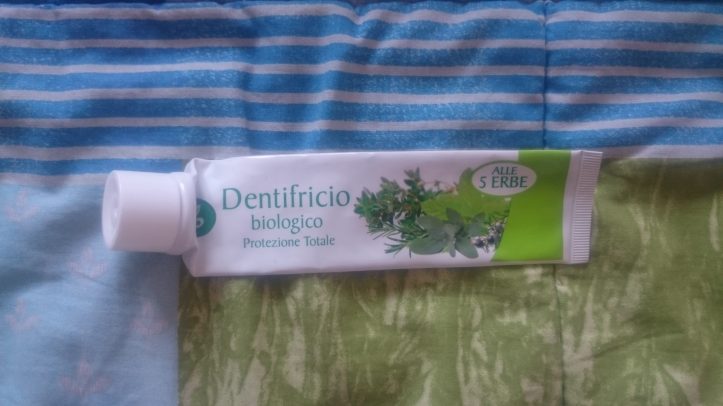 Dentifricio
biologico
Protezione Totale
ALLE
5 ERBE